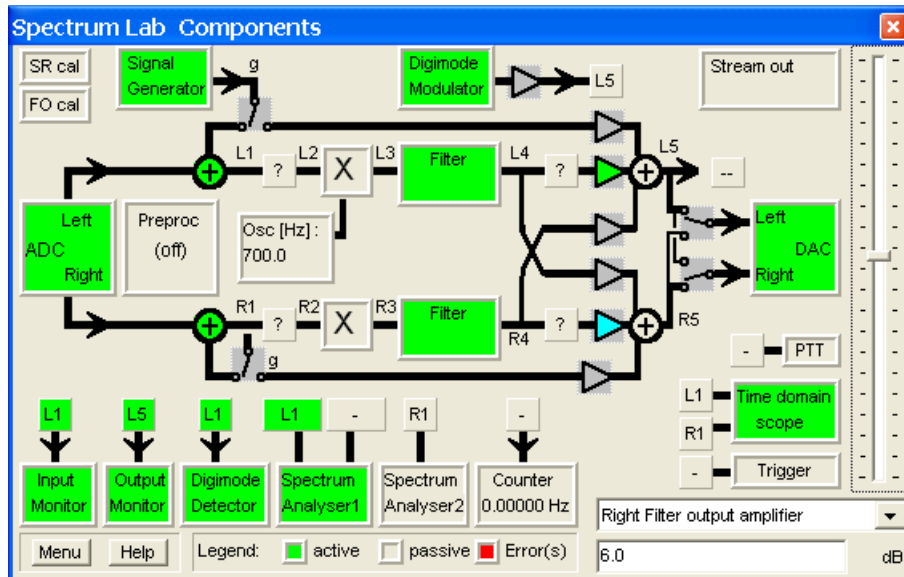 Spectrum Lab Components
SR cal
FO cal
Signal
Generator
g
Digimode
Modulator
L5
Stream out
L1
?
L2
X
L3
Filter
L4
?
L5
--
Left
ADC
Right
Preproc
(off)
Osc [Hz] :
700.0
Left
DAC
Right
R1
?
R2
X
R3
Filter
R4
?
R5
g
-
PTT
L1
R1
Time domain
scope
-
Trigger
L1
L5
L1
L1
-
R1
-
Input
Monitor
Output
Monitor
Digimode
Detector
Spectrum
Analyser1
Spectrum
Analyser2
Counter
0.00000 Hz
Right Filter output amplifier
Menu
Help
Legend:
active
passive
Error(s)
6.0
dB